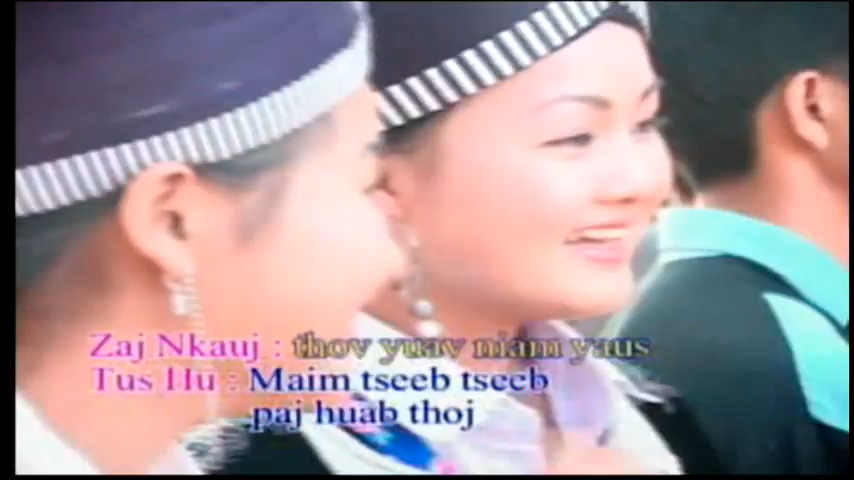 Zaj Nkauj : thov yuav niam yaus
Tus Hu : Maim tseeb tseeb
paj huab thoj